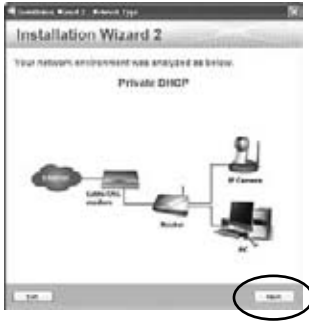 Installation Wizard 2 - Network Type
Installation Wizard 2
Your network environment was analyzed as below.
Private DHCP
Internet
Cable/DSL
modem
Router
IP Camera
PC
Exit
Next